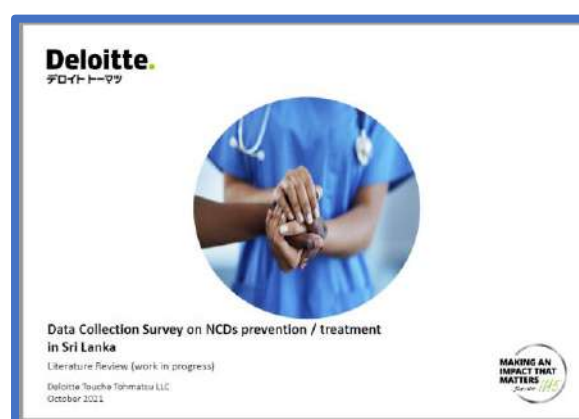 Deloitte.
デロイト トーマツ
Data Collection Survey on NCDs prevention / treatment
in Sri Lanka
Literature Review (work in progress)
Deloitte Touche Tohmatsu LLC
October 2021
MAKING AN
IMPACT THAT
MATTERS